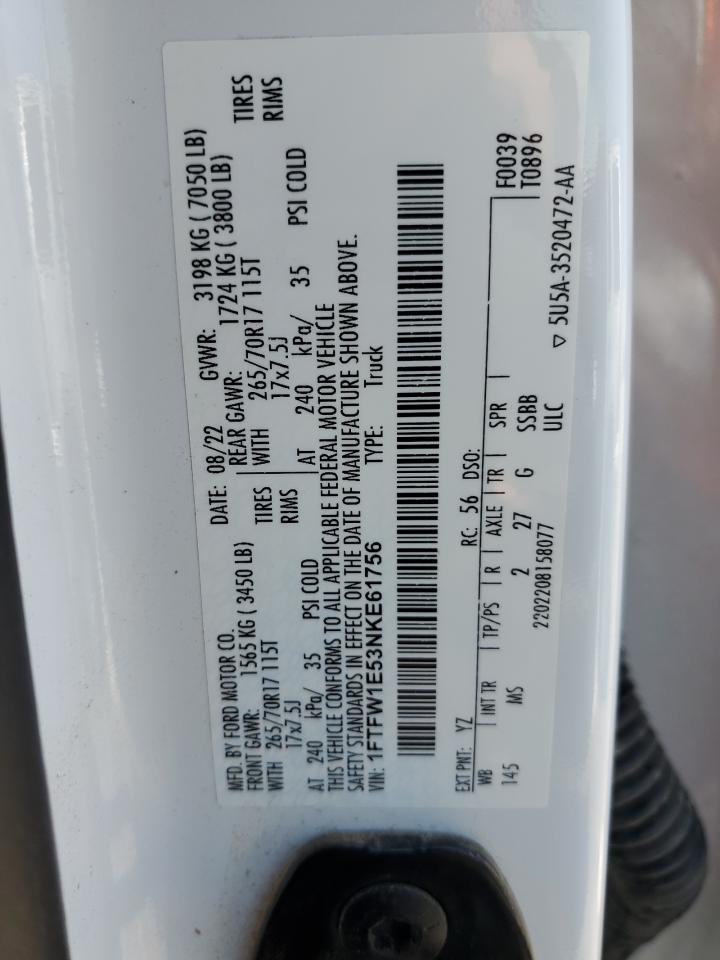 MFD. BY FORD MOTOR CO. DATE: 08/22 GVWR: 3198 KG ( 7050 LB)
FRONT GAWR: 1565 KG ( 3450 LB) REAR GAWR: 1724 KG ( 3800 LB)
WITH 265/70R17 115T TIRES WITH 265/70R17 115T TIRES
17x7.5J RIMS 17x7.5J RIMS
AT 240 kPa/ 35 PSI COLD AT 240 kPa/ 35 PSI COLD
THIS VEHICLE CONFORMS TO ALL APPLICABLE FEDERAL MOTOR VEHICLE
SAFETY STANDARDS IN EFFECT ON THE DATE OF MANUFACTURE SHOWN ABOVE.
VIN: 1FTFW1E53NKE61756 TYPE: Truck
EXT PNT: YZ RC: 56 DSO:
WB INT TR TP/PS R AXLE TR SPR F0039
145 MS 2 27 G SSBB T0896
2202208158077 ULC
▽ 5U5A-3520472-AA